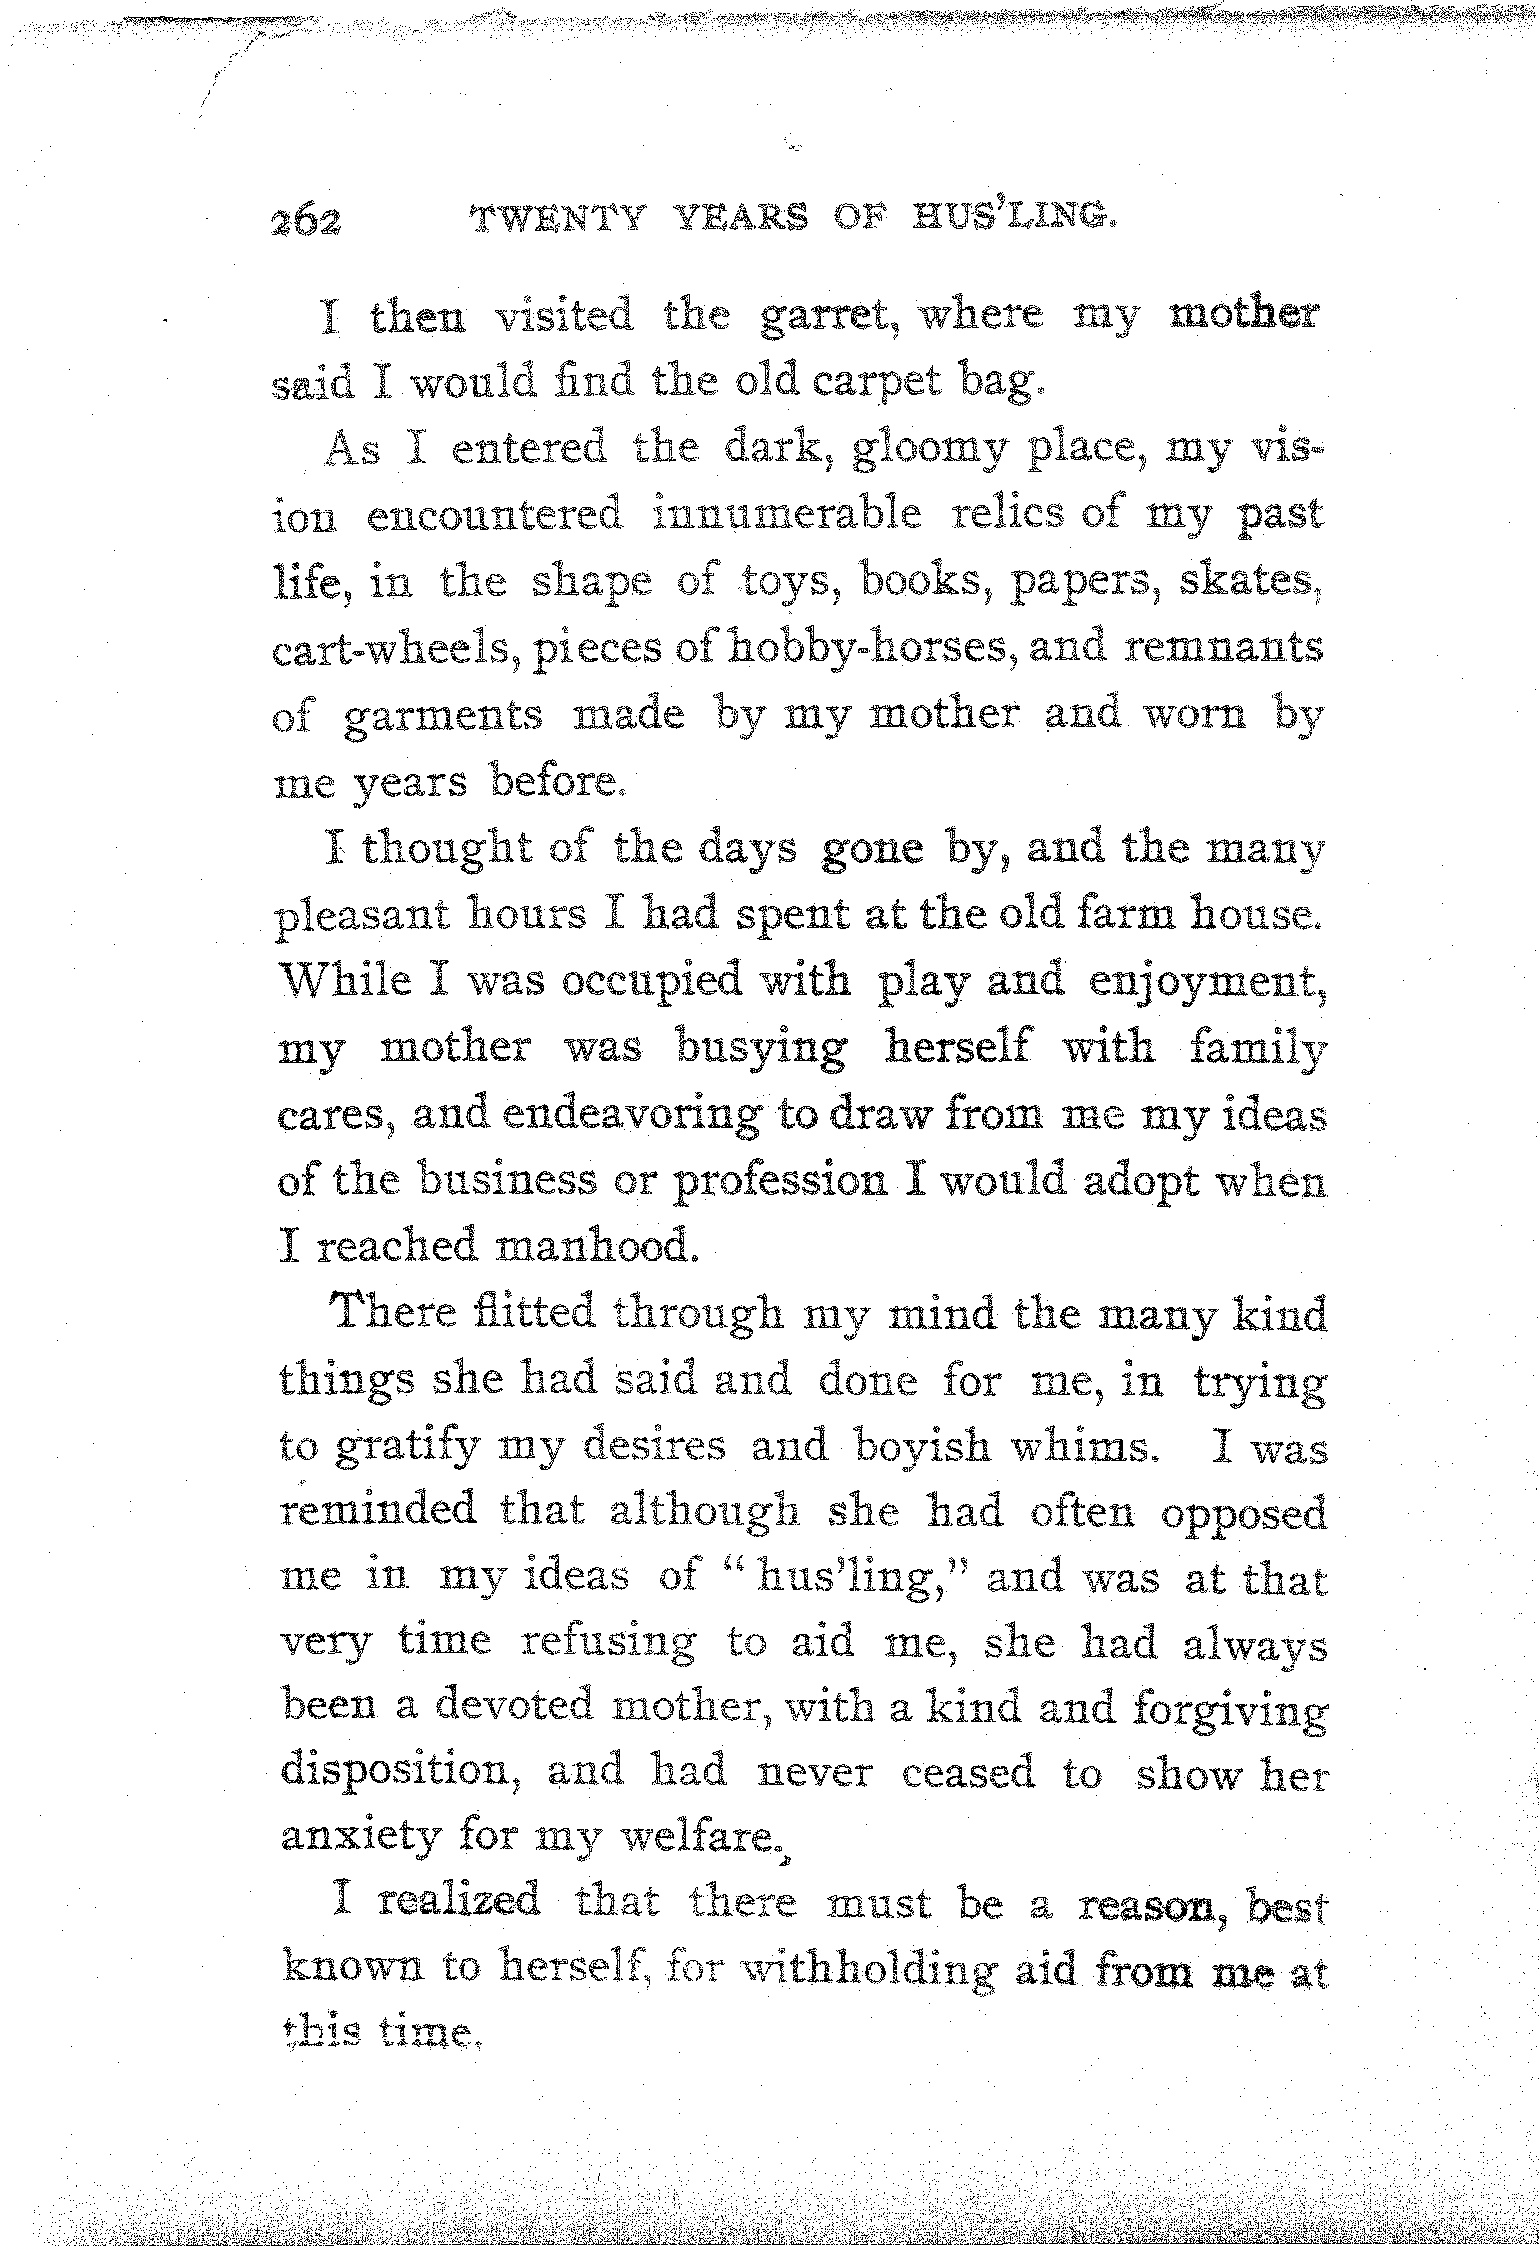 262 TWENTY YEARS OF HUS'LING.
I then visited the garret, where my mother
said I would find the old carpet bag.
As I entered the dark, gloomy place, my vis-
ion encountered innumerable relics of my past
life, in the shape of toys, books, papers, skates,
cart-wheels, pieces of hobby-horses, and remnants
of garments made by my mother and worn by
me years before.
I thought of the days gone by, and the many
pleasant hours I had spent at the old farm house.
While I was occupied with play and enjoyment,
my mother was busying herself with family
cares, and endeavoring to draw from me my ideas
of the business or profession I would adopt when
I reached manhood.
There flitted through my mind the many kind
things she had said and done for me, in trying
to gratify my desires and boyish whims. I was
reminded that although she had often opposed
me in my ideas of "hus'ling," and was at that
very time refusing to aid me, she had always
been a devoted mother, with a kind and forgiving
disposition, and had never ceased to show her
anxiety for my welfare.
I realized that there must be a reason, best
known to herself, for withholding aid from me at
this time.